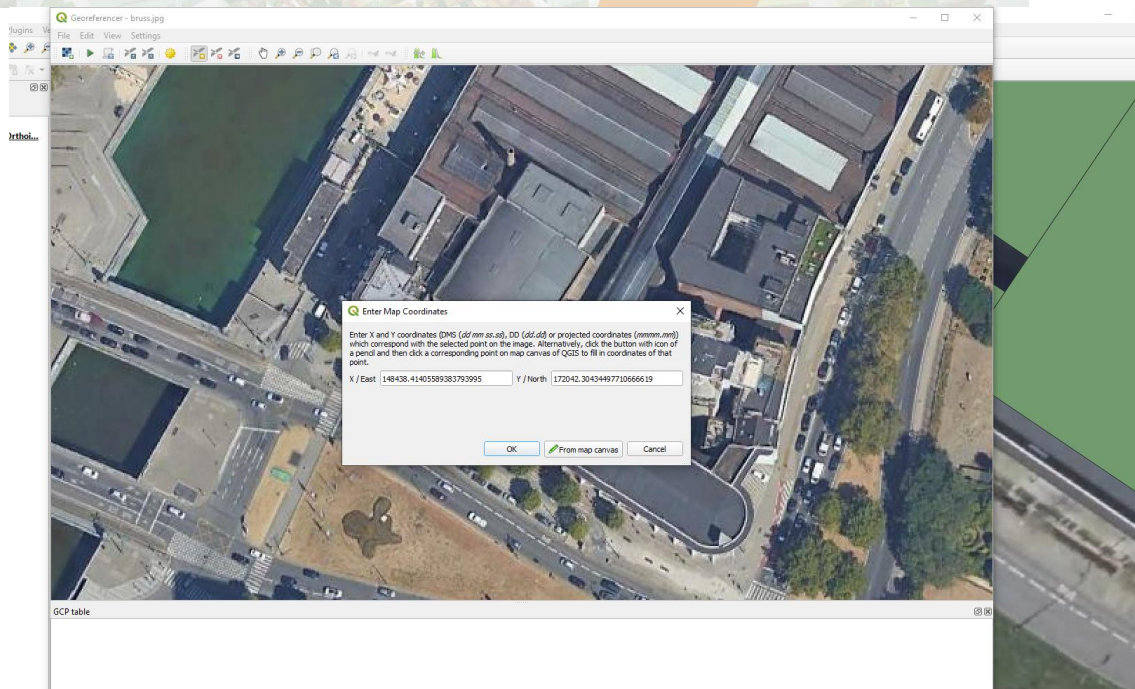 Georeferencer - bruss.jpg
Plugins
File Edit View Settings
Orthoi...
Enter Map Coordinates
Enter X and Y coordinates (DMS (dd mm ss.ss), DD (dd.dd) or projected coordinates (mmmm.mm))
which correspond with the selected point on the image. Alternatively, click the button with icon of
a pencil and then click a corresponding point on map canvas of QGIS to fill in coordinates of that
point.
X / East 148438.41405589383793995 Y / North 172042.30434497710666619
OK From map canvas Cancel
GCP table